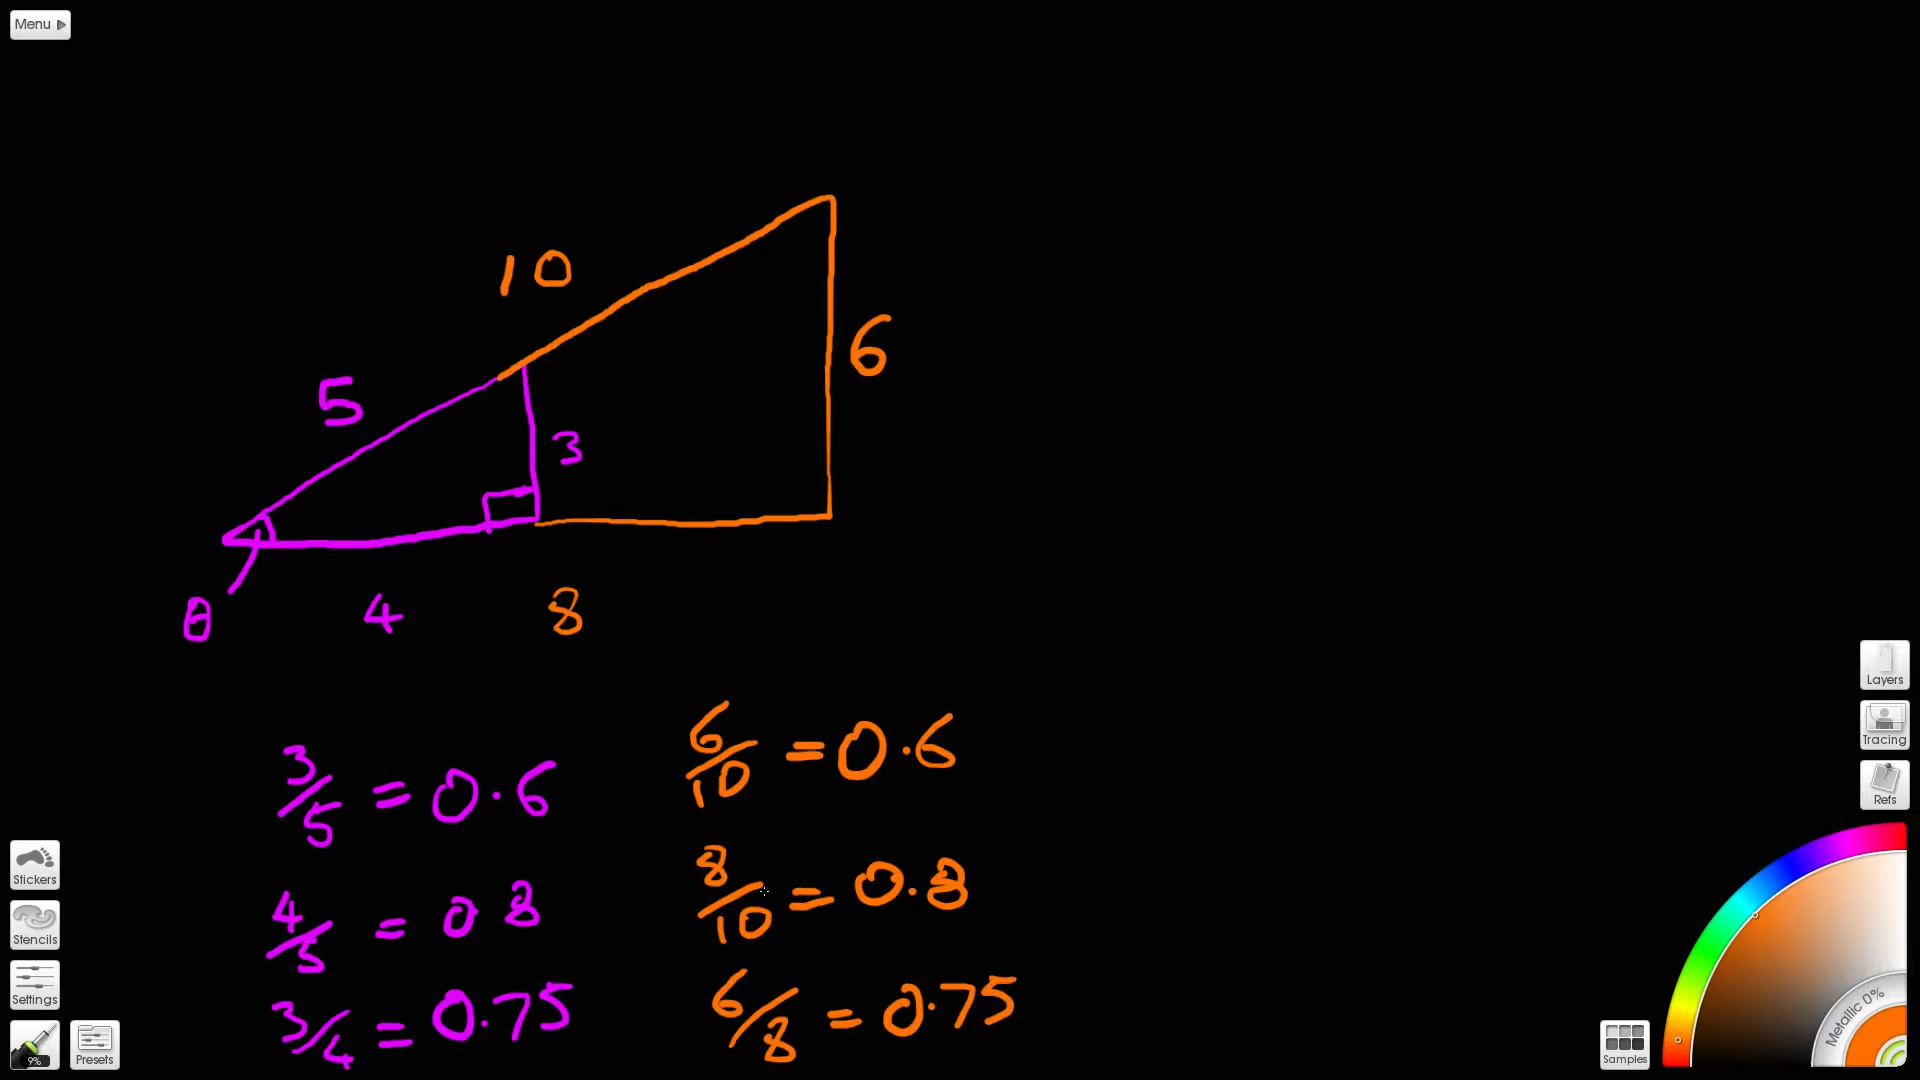 Menu
10
6
5
3
θ
4
8
3/5 = 0.6
4/5 = 0 8
3/4 = 0.75
6/10 = 0.6
8/10 = 0.8
6/8 = 0.75
Layers
Tracing
Refs
Stickers
Stencils
Settings
9%
Presets
Metallic 0%
Samples